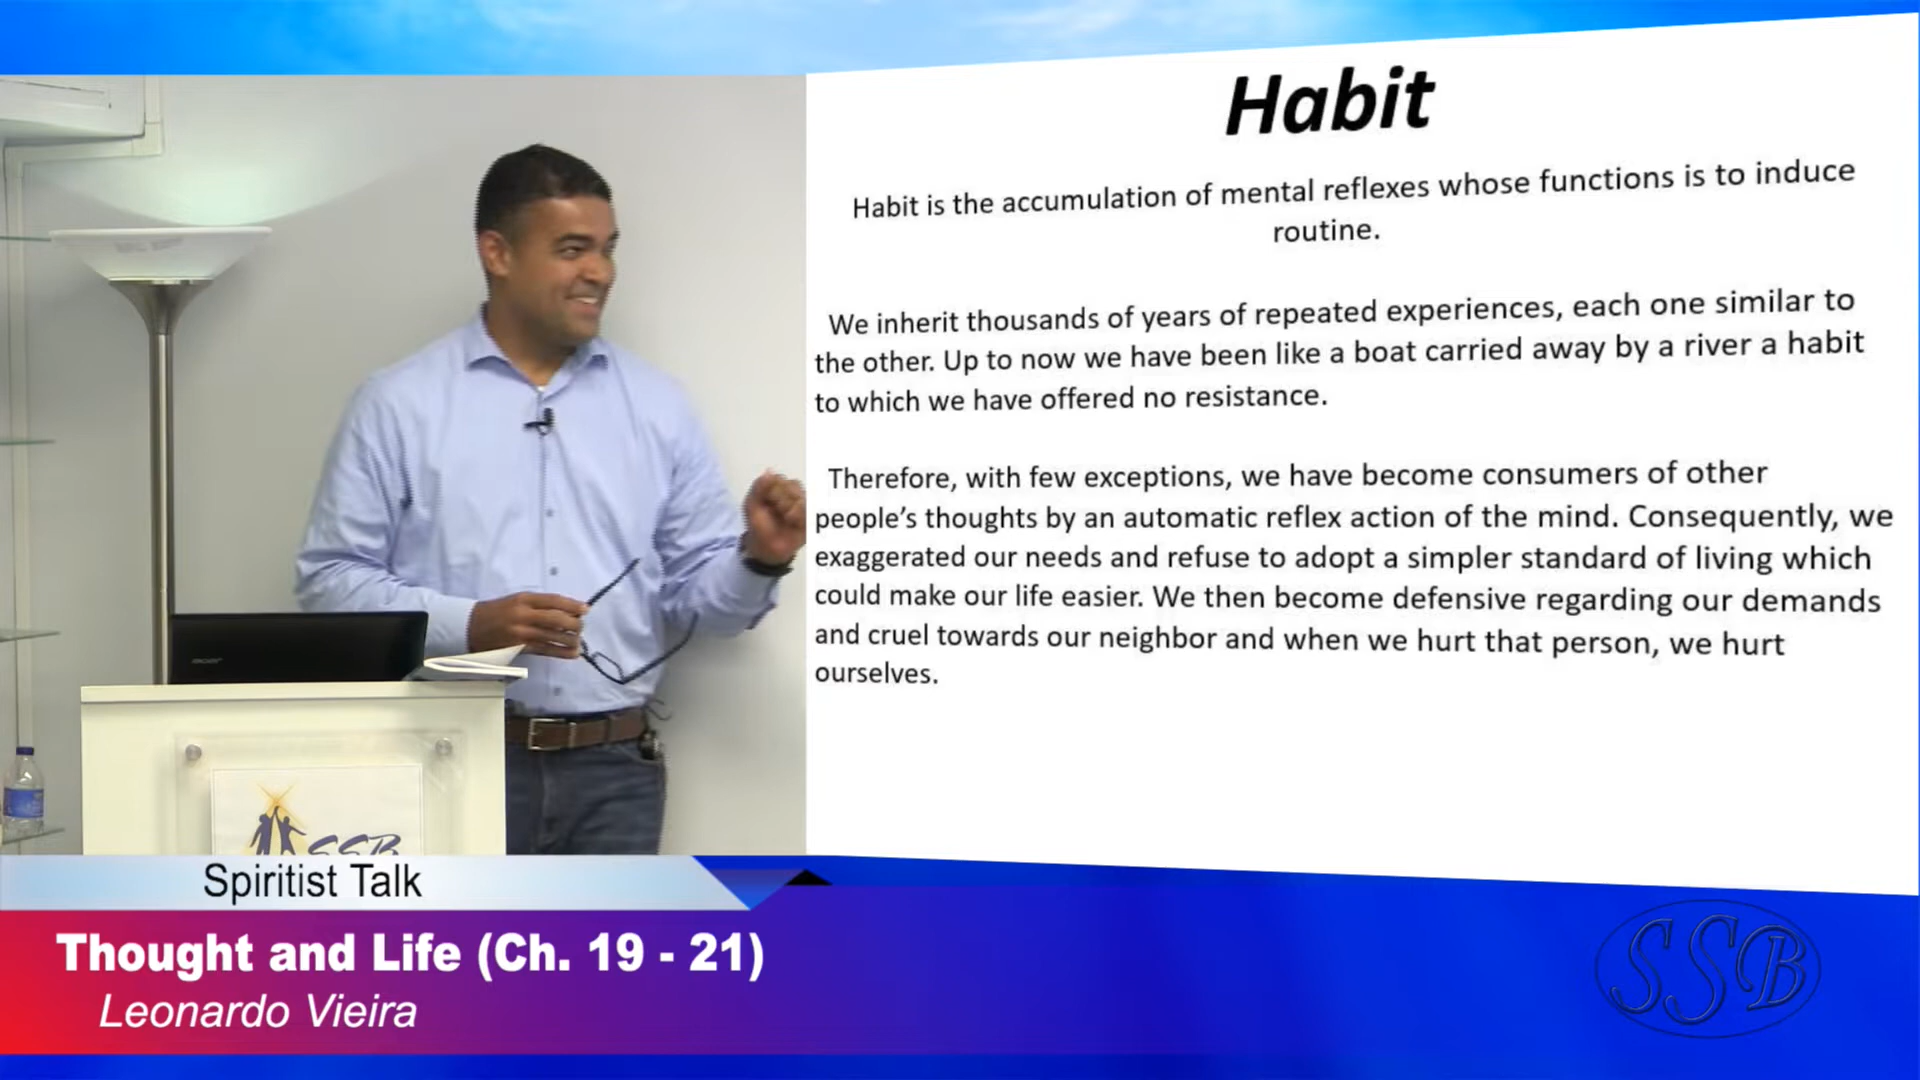 Habit
Habit is the accumulation of mental reflexes whose functions is to induce
routine.
We inherit thousands of years of repeated experiences, each one similar to
the other. Up to now we have been like a boat carried away by a river a habit
to which we have offered no resistance.
Therefore, with few exceptions, we have become consumers of other
people's thoughts by an automatic reflex action of the mind. Consequently, we
exaggerated our needs and refuse to adopt a simpler standard of living which
could make our life easier. We then become defensive regarding our demands
and cruel towards our neighbor and when we hurt that person, we hurt
ourselves.
SSB
Spiritist Talk
Thought and Life (Ch. 19 - 21)
Leonardo Vieira
SSB